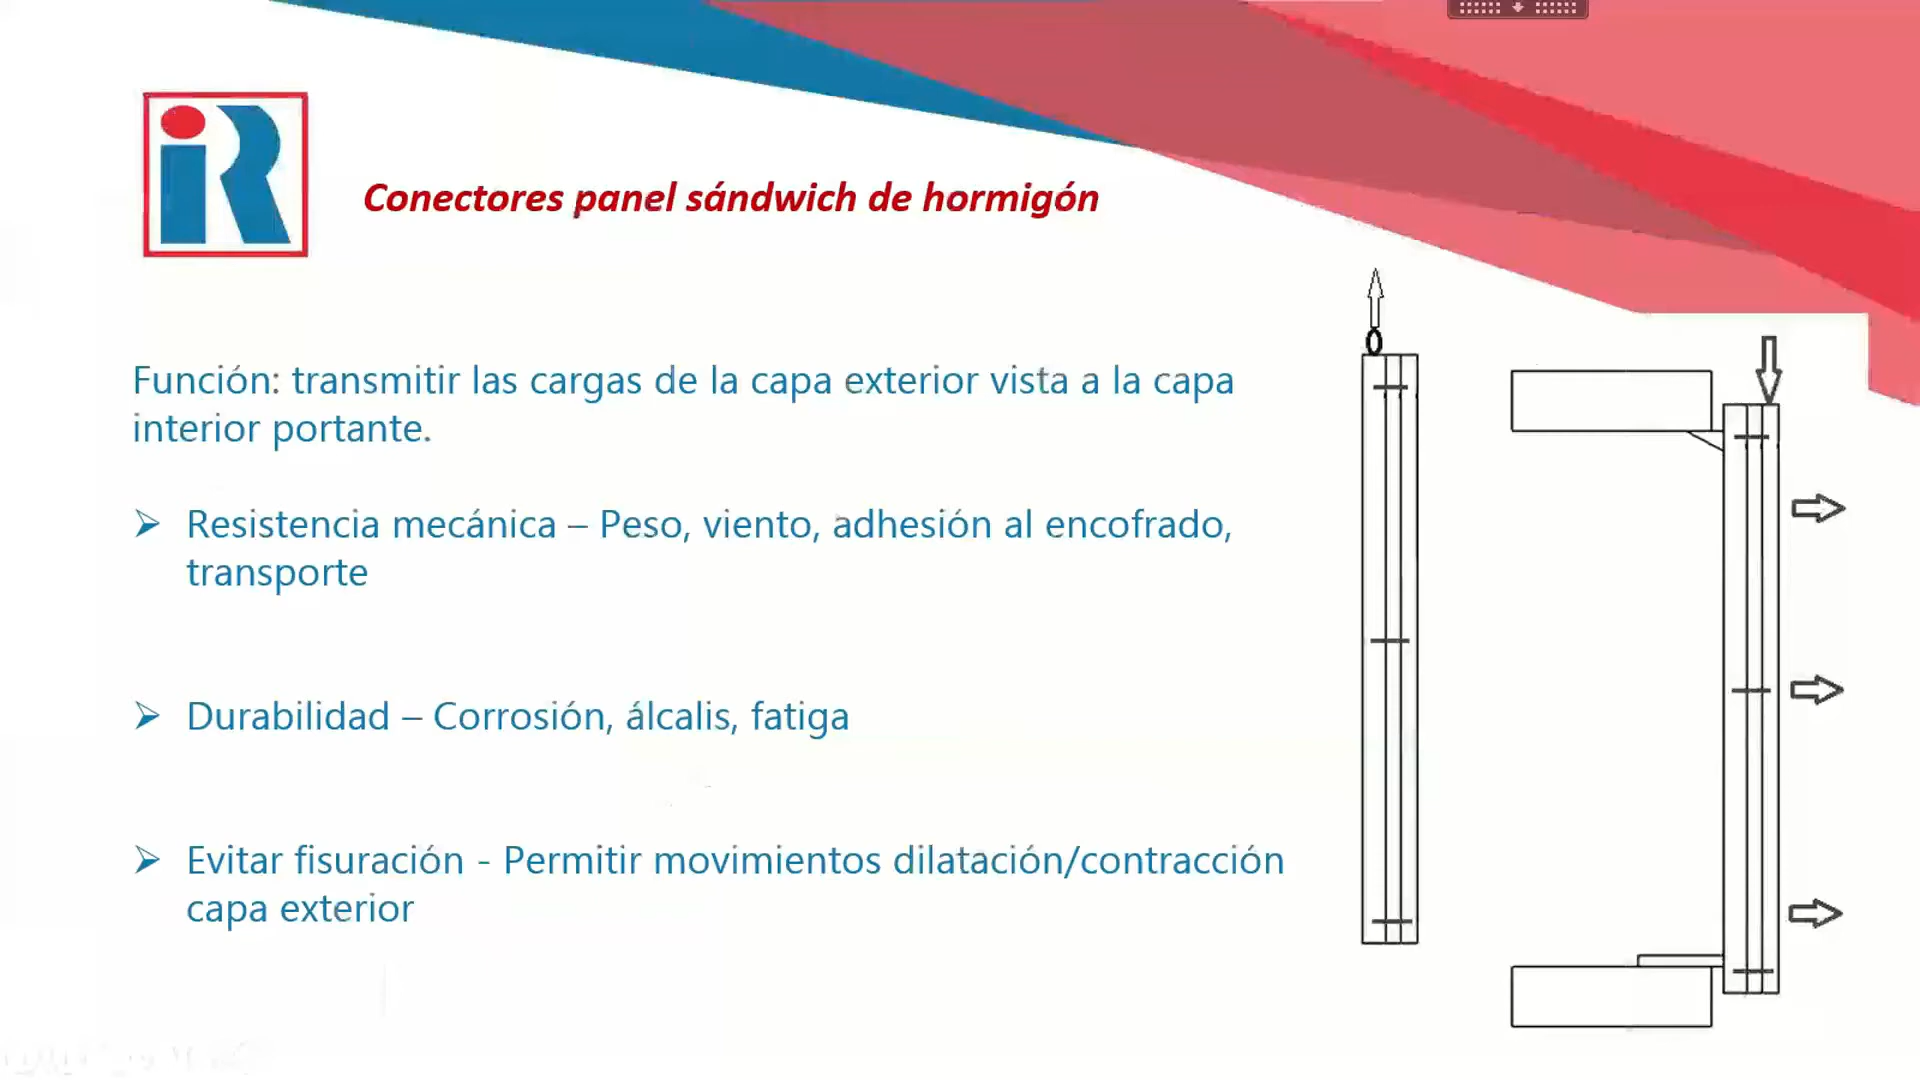 iR
Conectores panel sándwich de hormigón
Función: transmitir las cargas de la capa exterior vista a la capa
interior portante.
Resistencia mecánica – Peso, viento, adhesión al encofrado,
transporte
Durabilidad – Corrosión, álcalis, fatiga
Evitar fisuración - Permitir movimientos dilatación/contracción
capa exterior